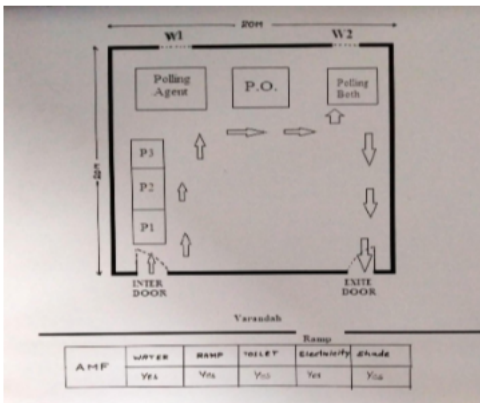 20M
W1 W2
Polling
Agent
P.O.
Polling
Both
P3
P2
P1
INTER
DOOR
EXITE
DOOR
Varandah
Ramp
AMF
WATER RAMP TOILET Electricity Shade
Yes Yes Yes Yes Yes